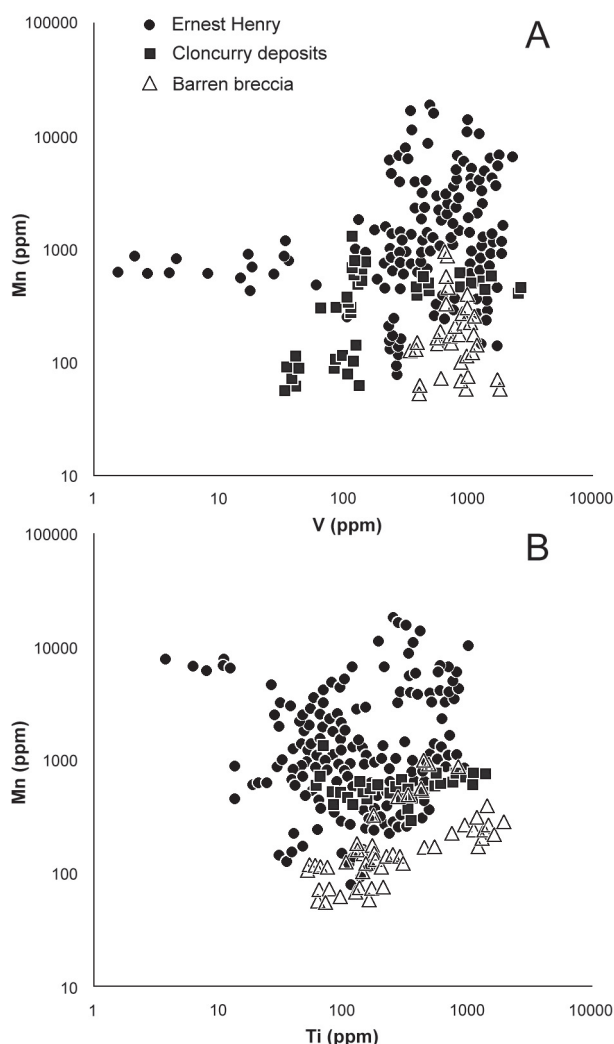 100000
Ernest Henry
Cloncurry deposits
Barren breccia
A
10000
Mn (ppm)
1000
100
10
1 10 100 1000 10000
V (ppm)
100000
B
10000
Mn (ppm)
1000
100
10
1 10 100 1000 10000
Ti (ppm)